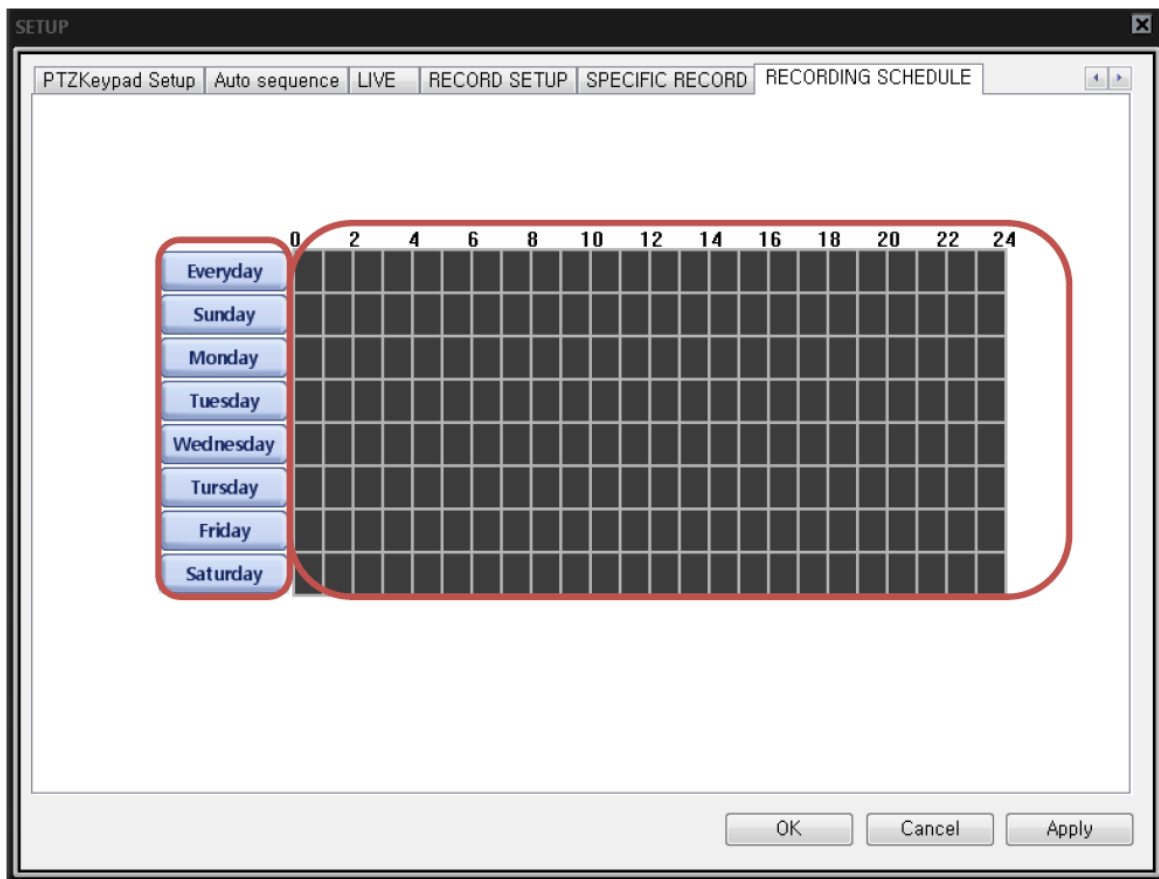 SETUP
PTZKeypad Setup Auto sequence LIVE RECORD SETUP SPECIFIC RECORD RECORDING SCHEDULE
0 2 4 6 8 10 12 14 16 18 20 22 24
Everyday
Sunday
Monday
Tuesday
Wednesday
Tursday
Friday
Saturday
OK Cancel Apply